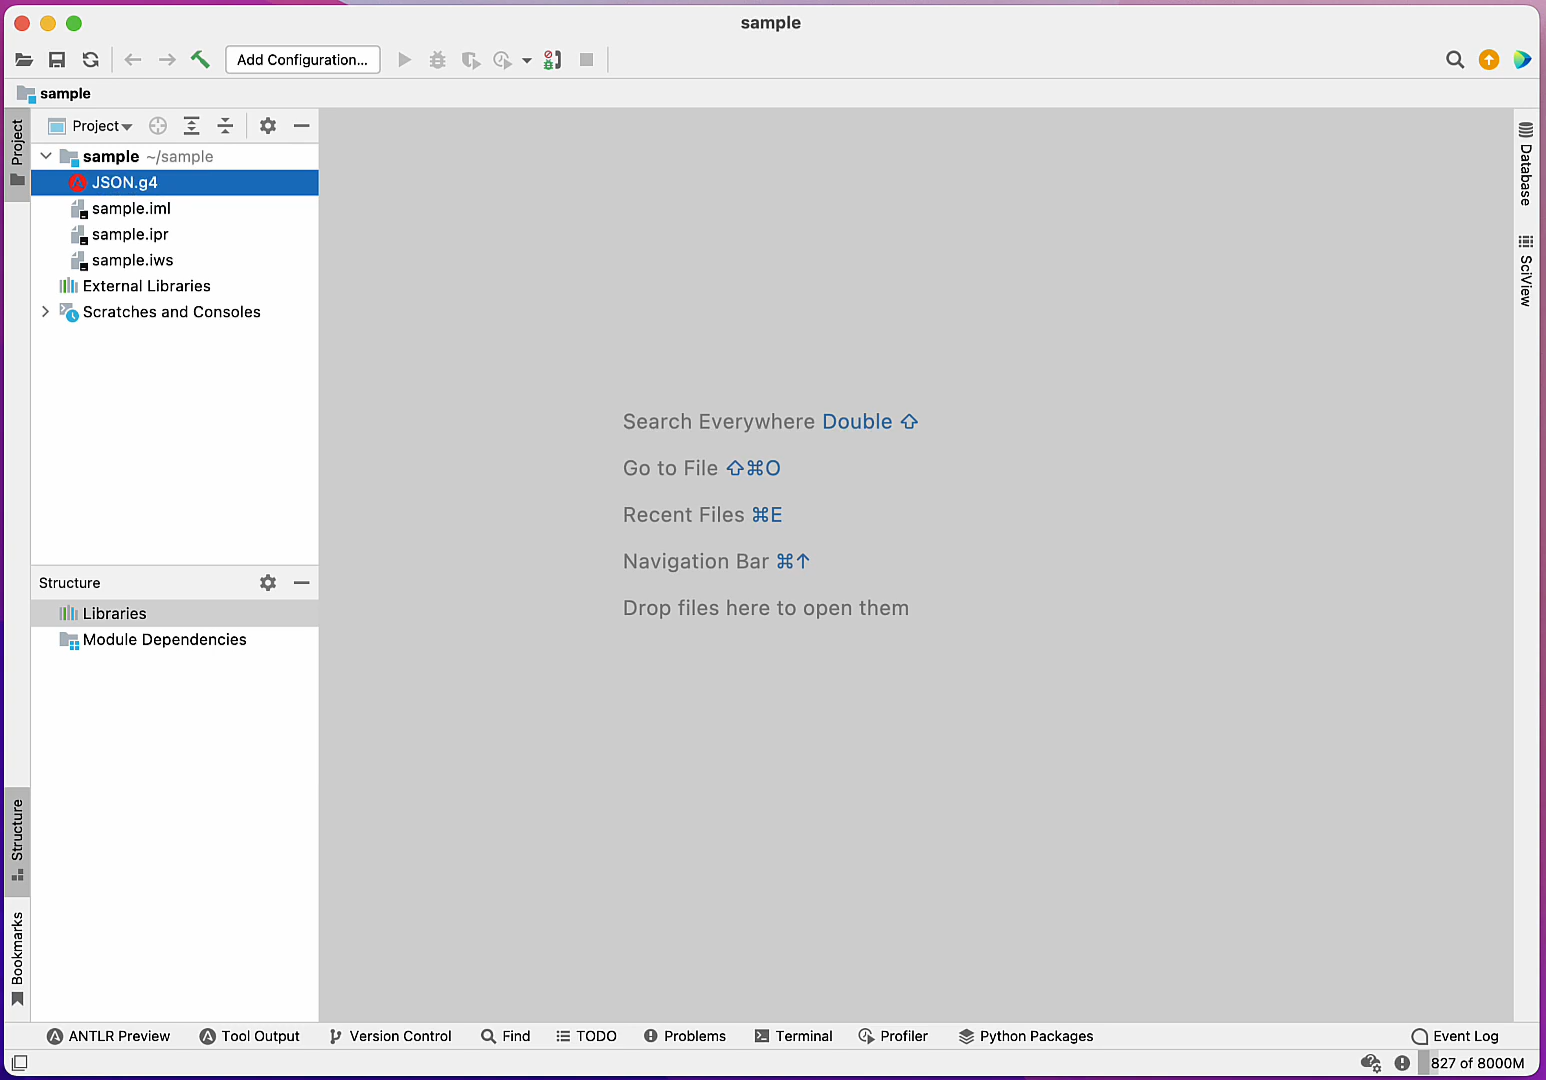 sample
Add Configuration...
sample
Project
Project
sample ~/sample
JSON.g4
sample.iml
sample.ipr
sample.iws
External Libraries
Scratches and Consoles
Search Everywhere Double ⇧
Go to File ⇧⌘O
Recent Files ⌘E
Navigation Bar ⌘↑
Drop files here to open them
Database
SciView
Structure
Libraries
Module Dependencies
Structure
Bookmarks
ANTLR Preview
Tool Output
Version Control
Find
TODO
Problems
Terminal
Profiler
Python Packages
Event Log
827 of 8000M